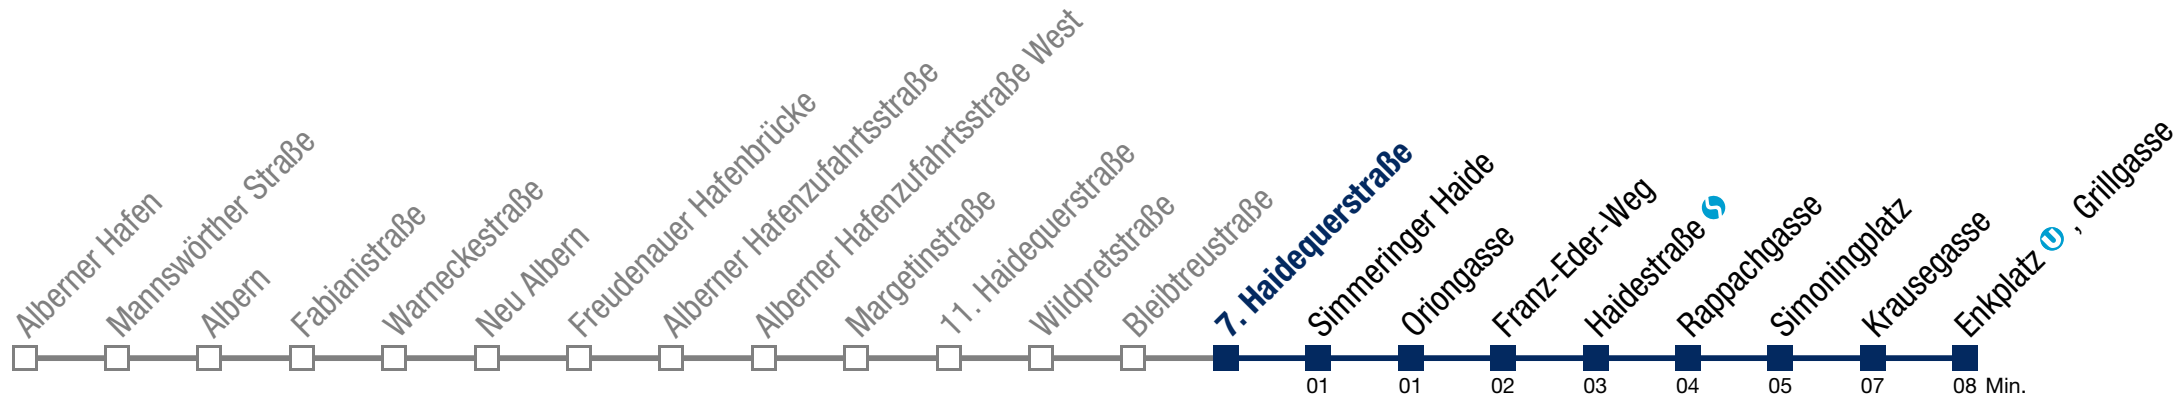 Alberner Hafen
Mannswörther Straße
Albern
Fabianistraße
Warneckestraße
Neu Albern
Freudenauer Hafenbrücke
Alberner Hafenzufahrtsstraße
Alberner Hafenzufahrtsstraße West
Margetinstraße
11. Haidequerstraße
Wildpretstraße
Bleibtreustraße
7. Haidequerstraße
Simmeringer Haide
Oriongasse
Franz-Eder-Weg
Haidestraße S
Rappachgasse
Simoningplatz
Krausegasse
Enkplatz U, Grillgasse
01 01 02 03 04 05 07 08 Min.